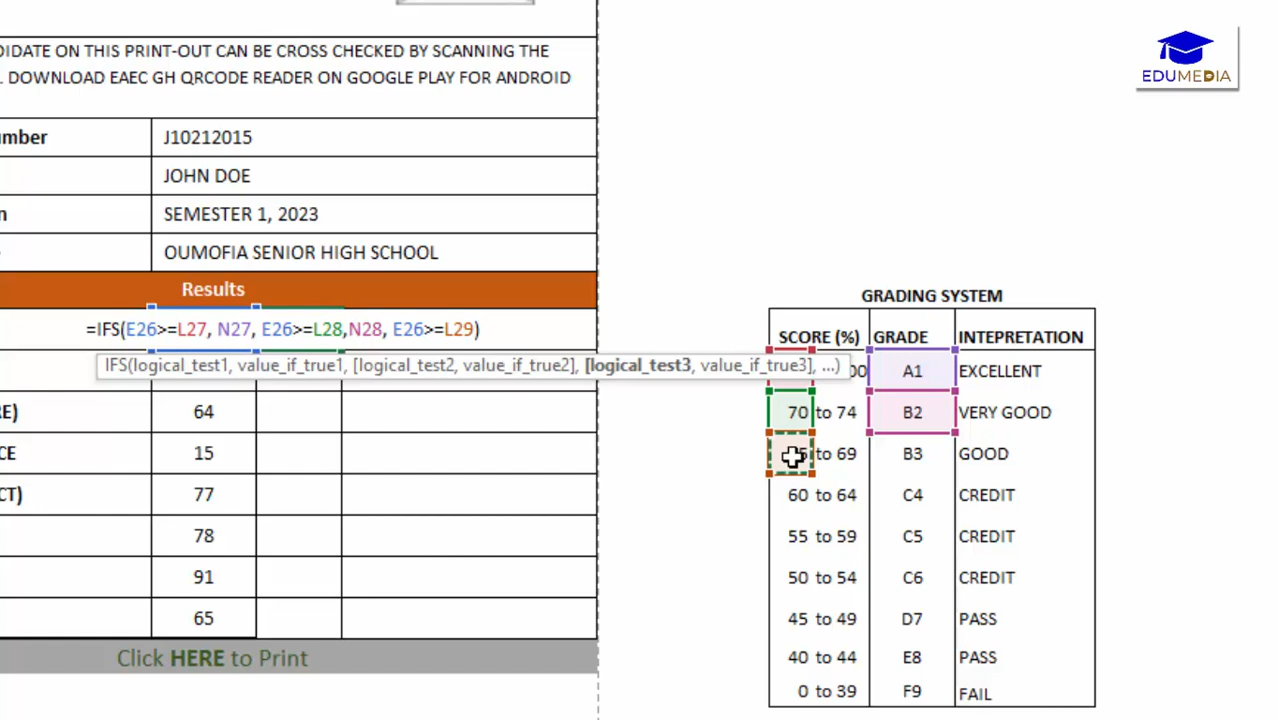 EDUMEDIA
DIDATE ON THIS PRINT-OUT CAN BE CROSS CHECKED BY SCANNING THE
. DOWNLOAD EAEC GH QRCODE READER ON GOOGLE PLAY FOR ANDROID
umber J10212015
JOHN DOE
n SEMESTER 1, 2023
OUMOFIA SENIOR HIGH SCHOOL
Results
=IFS(E26>=L27, N27, E26>=L28,N28, E26>=L29)
IFS(logical_test1, value_if_true1, [logical_test2, value_if_true2], [logical_test3, value_if_true3], ...)
RE) 64
CE 15
CT) 77
78
91
65
Click HERE to Print
GRADING SYSTEM
SCORE (%) GRADE INTEPRETATION
00 A1 EXCELLENT
70 to 74 B2 VERY GOOD
to 69 B3 GOOD
60 to 64 C4 CREDIT
55 to 59 C5 CREDIT
50 to 54 C6 CREDIT
45 to 49 D7 PASS
40 to 44 E8 PASS
0 to 39 F9 FAIL